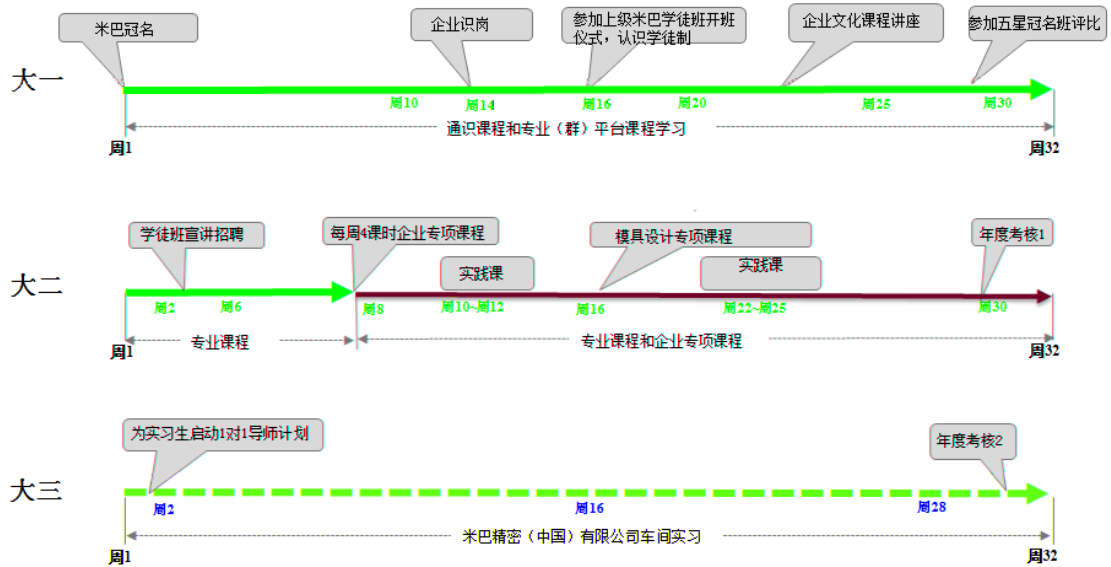 米巴冠名
企业识岗
参加上级米巴学徒班开班
仪式，认识学徒制
企业文化课程讲座
参加五星冠名班评比
大一
周10
周14
周16
周20
周25
周30
通识课程和专业（群）平台课程学习
周1
周32
学徒班宣讲招聘
每周4课时企业专项课程
模具设计专项课程
年度考核1
实践课
实践课
大二
周2
周6
周8
周10~周12
周16
周22~周25
周30
专业课程
专业课程和企业专项课程
周1
周32
为实习生启动1对1导师计划
年度考核2
大三
周2
周16
周28
米巴精密（中国）有限公司车间实习
周1
周32